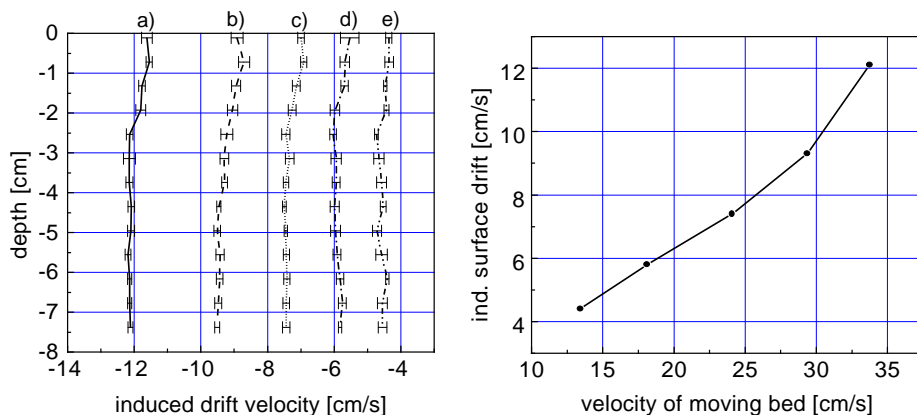 a) b) c) d) e)
0
-1
-2
-3
-4
-5
-6
-7
-8
depth [cm]
-14 -12 -10 -8 -6 -4
induced drift velocity [cm/s]
12
10
8
6
4
ind. surface drift [cm/s]
10 15 20 25 30 35
velocity of moving bed [cm/s]